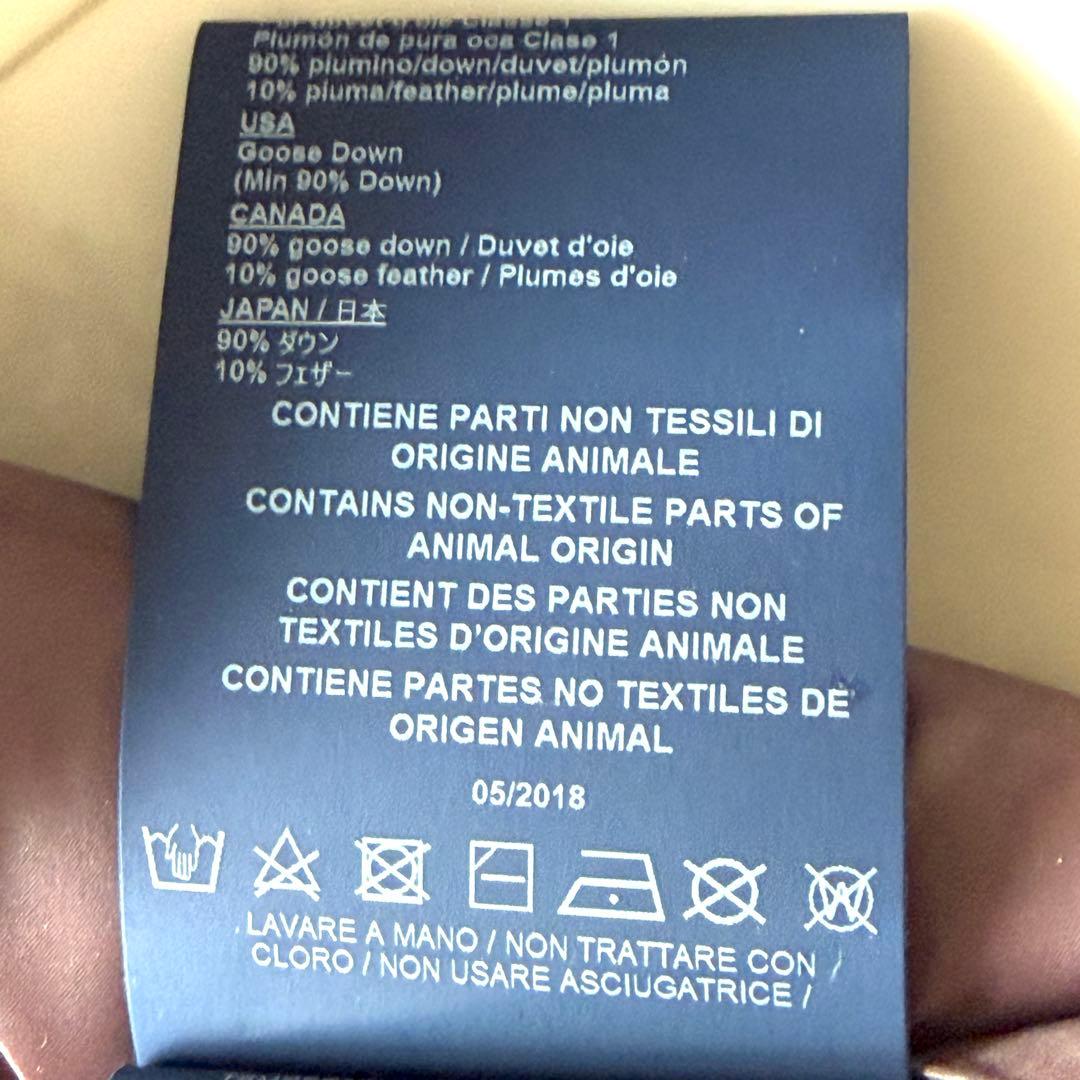 Plumón de pura oca Clase 1
90% piumino/down/duvet/plumón
10% piuma/feather/plume/pluma
USA
Goose Down
(Min 90% Down)
CANADA
90% goose down / Duvet d'oie
10% goose feather / Plumes d'oie
JAPAN / 日本
90% ダウン
10% フェザー
CONTIENE PARTI NON TESSILI DI
ORIGINE ANIMALE
CONTAINS NON-TEXTILE PARTS OF
ANIMAL ORIGIN
CONTIENT DES PARTIES NON
TEXTILES D'ORIGINE ANIMALE
CONTIENE PARTES NO TEXTILES DE
ORIGEN ANIMAL
05/2018
W
LAVARE A MANO / NON TRATTARE CON
CLORO / NON USARE ASCIUGATRICE /